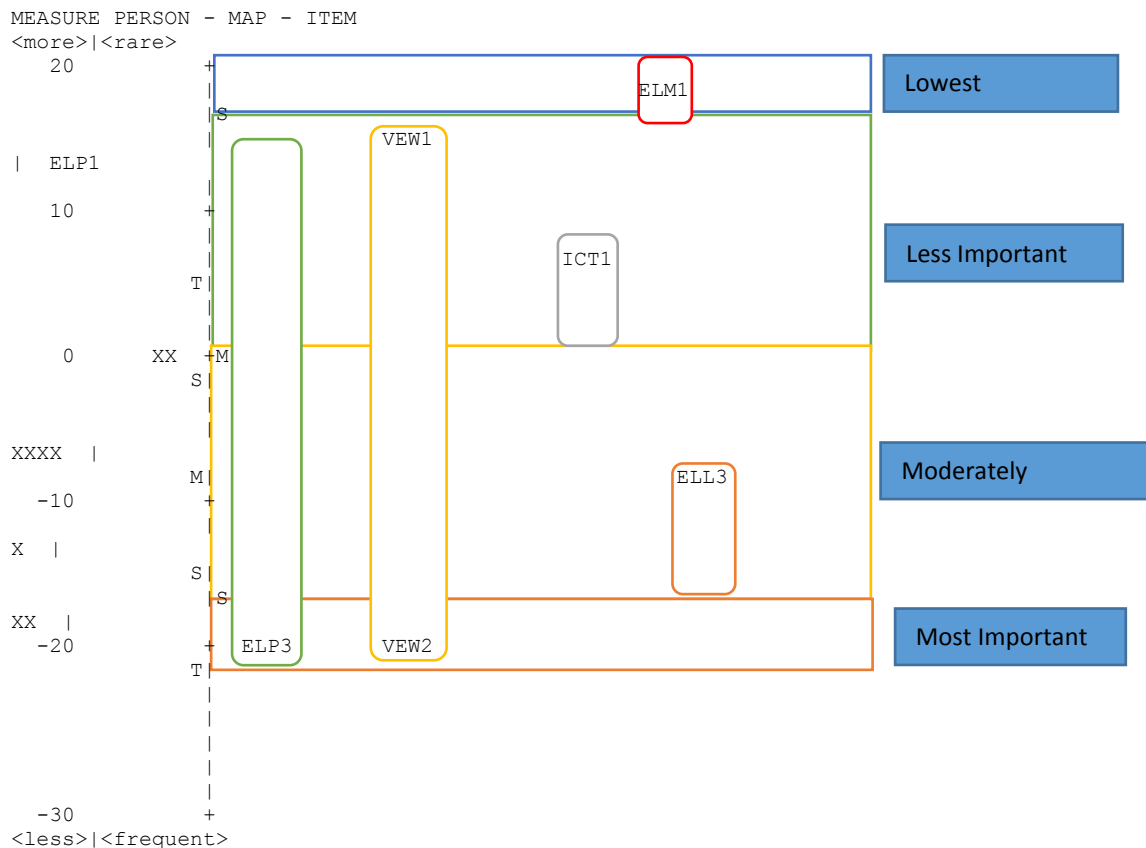 MEASURE PERSON - MAP - ITEM
<more>|<rare>
20 +
ELM1 Lowest
S
VEW1
| ELP1
|
10 +
|
Less Important
| ICT1
T|
|
|
0 XX +M
S|
|
|
XXXX |
Moderately
M| ELL3
-10 +
|
X |
S|
|S
XX | Most Important
-20 + ELP3 VEW2
T|
|
|
|
|
|
-30 +
<less>|<frequent>